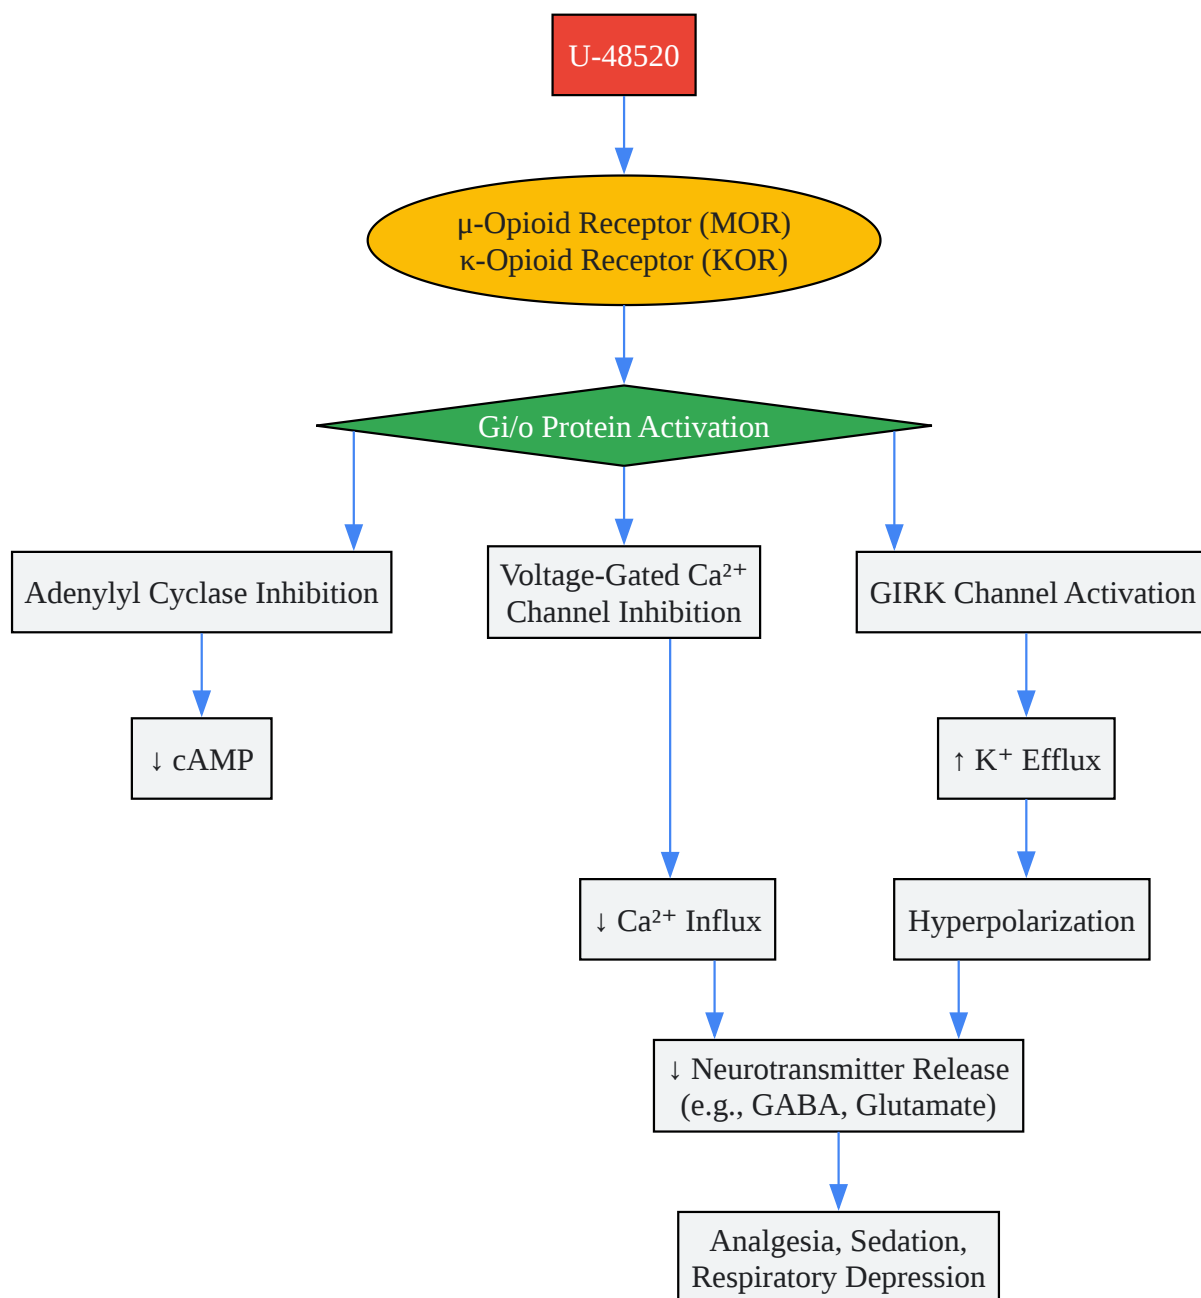 U-48520
μ-Opioid Receptor (MOR)
κ-Opioid Receptor (KOR)
Gi/o Protein Activation
Adenylyl Cyclase Inhibition
Voltage-Gated Ca²⁺
Channel Inhibition
GIRK Channel Activation
↓ cAMP
↑ K⁺ Efflux
↓ Ca²⁺ Influx
Hyperpolarization
↓ Neurotransmitter Release
(e.g., GABA, Glutamate)
Analgesia, Sedation,
Respiratory Depression